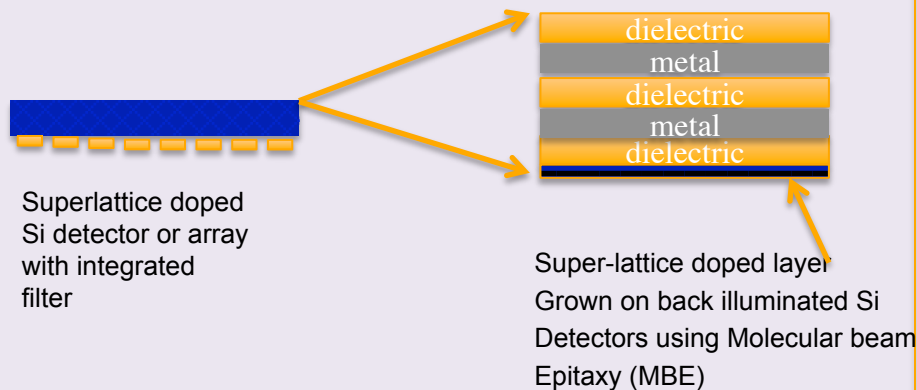 dielectric
metal
dielectric
metal
dielectric
Superlattice doped
Si detector or array
with integrated
filter
Super-lattice doped layer
Grown on back illuminated Si
Detectors using Molecular beam
Epitaxy (MBE)